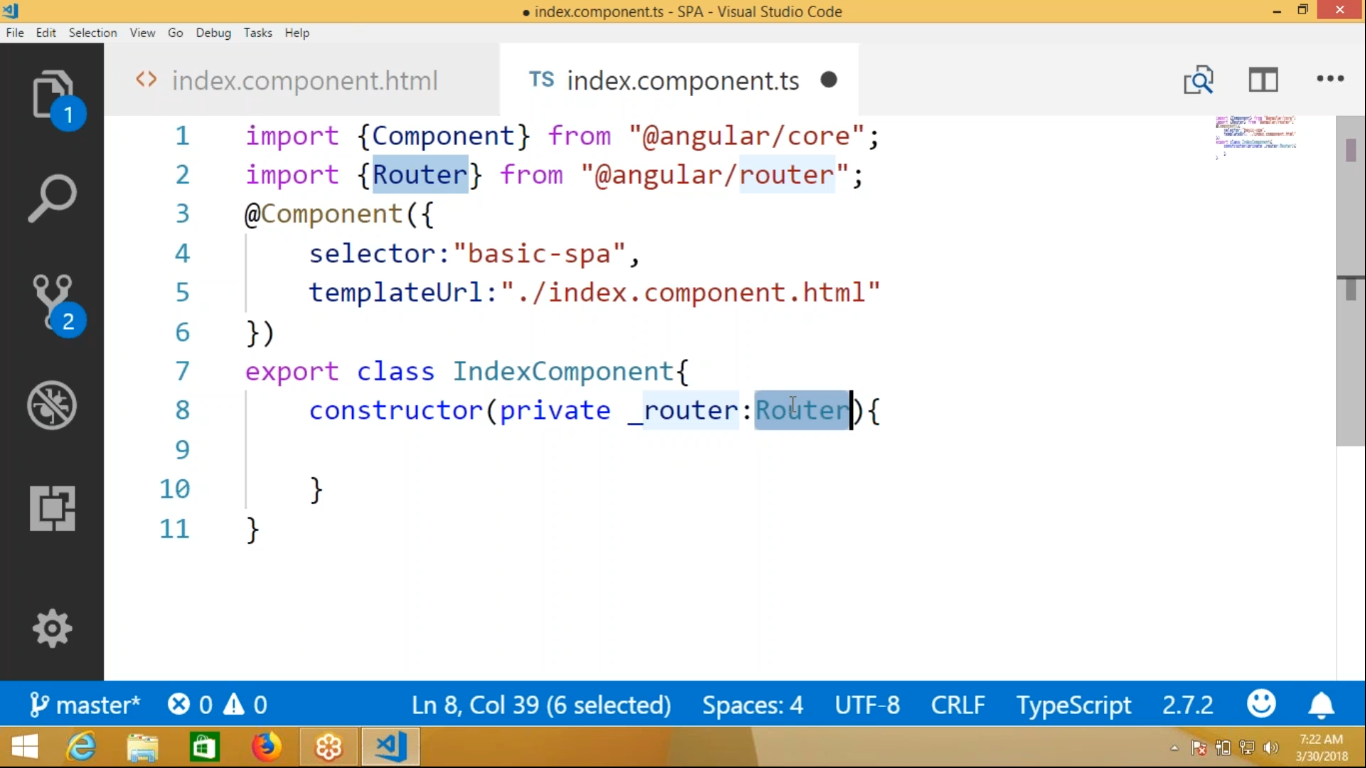 ● index.component.ts - SPA - Visual Studio Code
File Edit Selection View Go Debug Tasks Help
<> index.component.html TS index.component.ts ●
1
1 import {Component} from "@angular/core";
2 import {Router} from "@angular/router";
3 @Component({
4 selector:"basic-spa",
5 templateUrl:"./index.component.html"
6 })
7 export class IndexComponent{
8 constructor(private _router:Router){
9
10 }
11 }
2
master* 0 0 Ln 8, Col 39 (6 selected) Spaces: 4 UTF-8 CRLF TypeScript 2.7.2
7:22 AM
3/30/2018